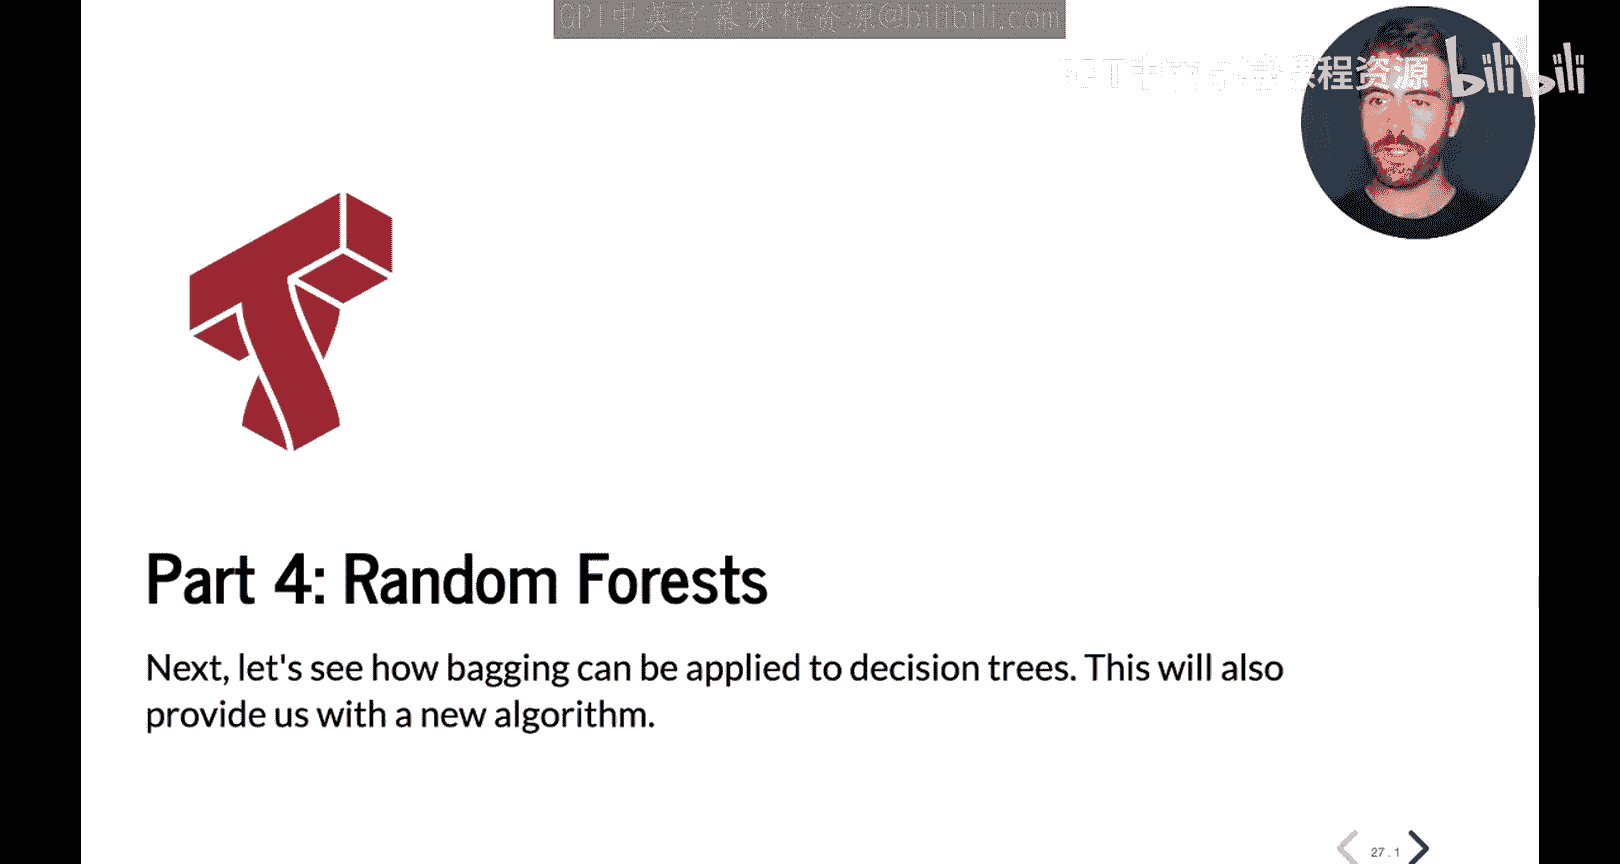 GPT中英字幕课程资源@bilibili.com
课程资源 bilibili
Part 4: Random Forests
Next, let's see how bagging can be applied to decision trees. This will also
provide us with a new algorithm.
27.1